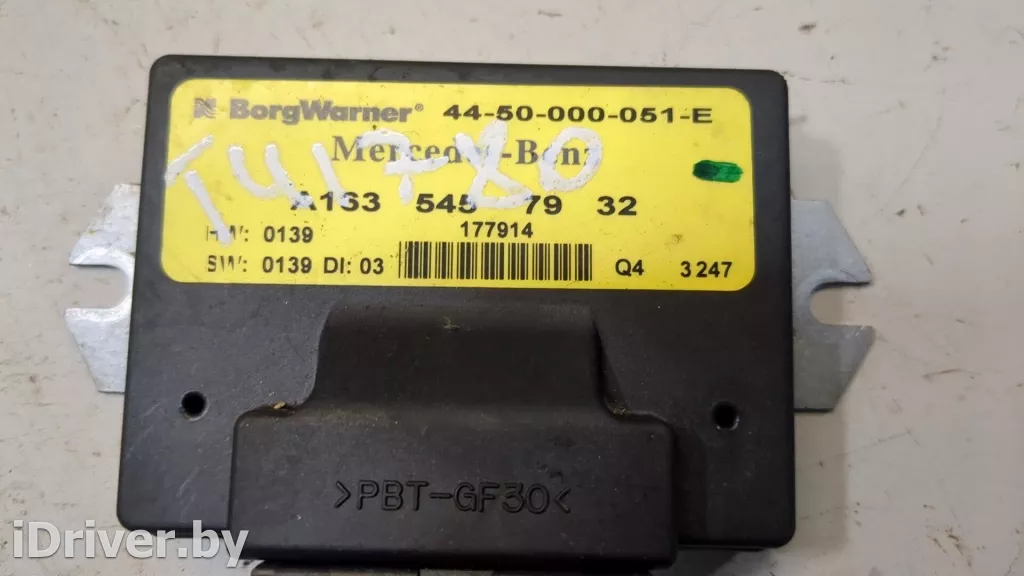 BorgWarner® 44-50-000-051-E
Mercedes-Benz
T41780
A163 545 79 32
HW: 0139 177914
SW: 0139 DI: 03 Q4 3247
>PBT-GF30<
iDriver.by